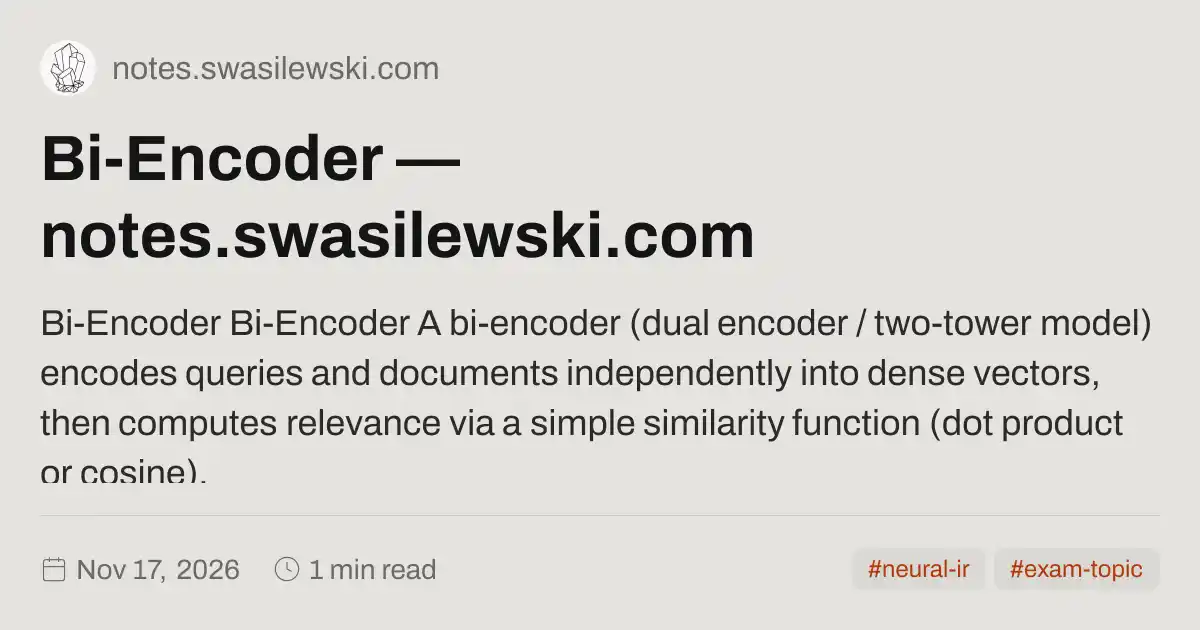 notes.swasilewski.com
Bi-Encoder —
notes.swasilewski.com
Bi-Encoder Bi-Encoder A bi-encoder (dual encoder / two-tower model)
encodes queries and documents independently into dense vectors,
then computes relevance via a simple similarity function (dot product
or cosine).
Nov 17, 2026
1 min read
#neural-ir
#exam-topic